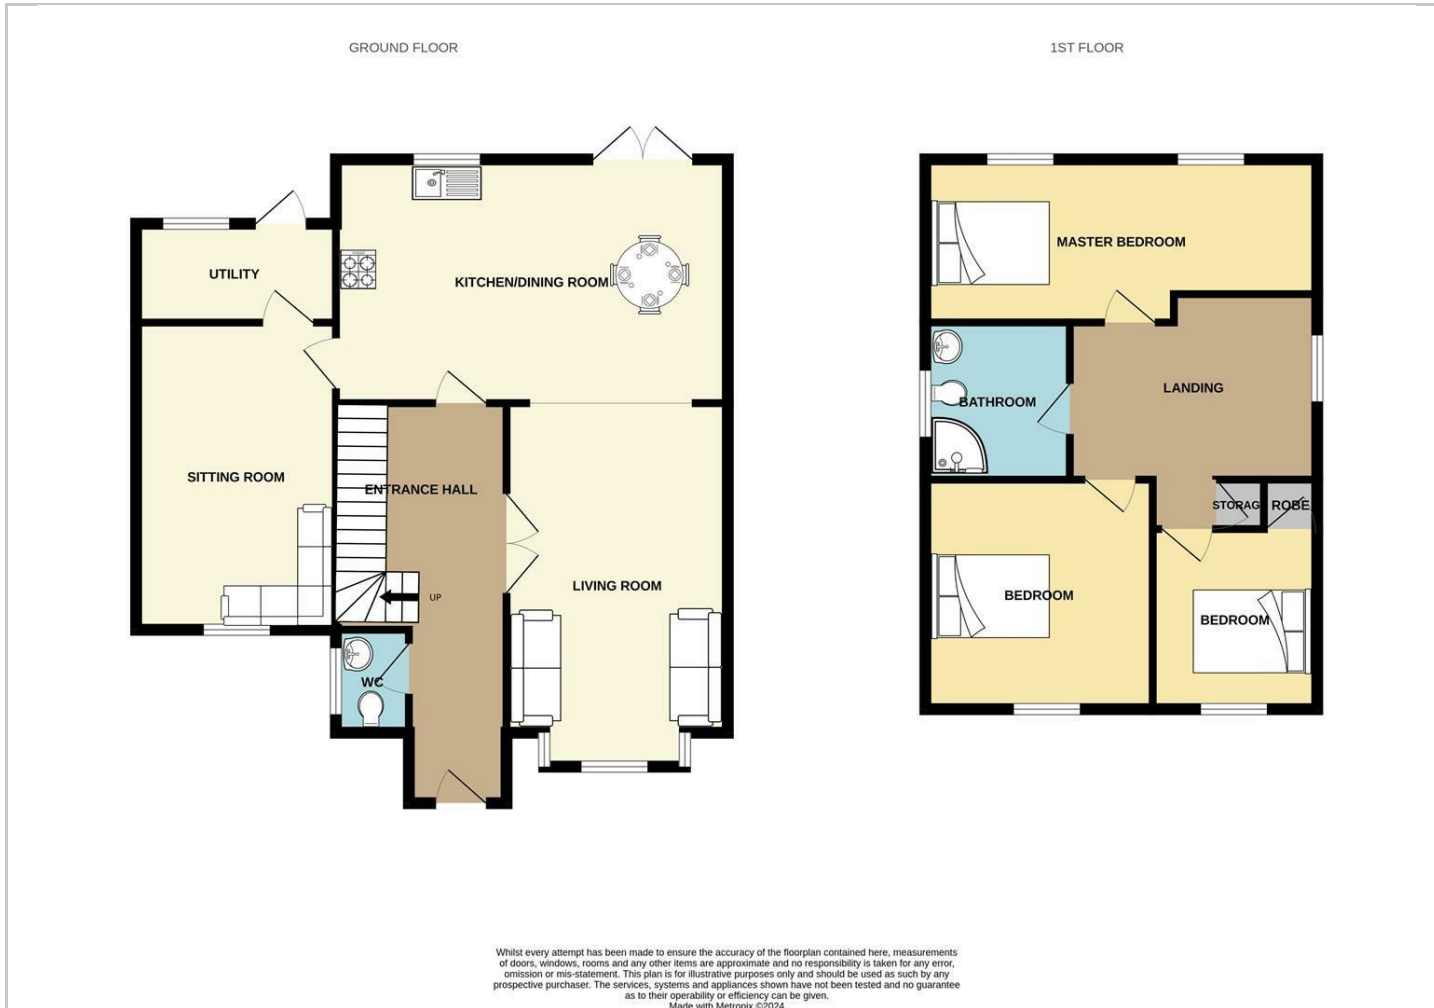 GROUND FLOOR
1ST FLOOR
UTILITY
KITCHEN/DINING ROOM
SITTING ROOM
ENTRANCE HALL
UP
LIVING ROOM
WC
MASTER BEDROOM
BATHROOM
LANDING
STORAG
ROBE
BEDROOM
BEDROOM
Whilst every attempt has been made to ensure the accuracy of the floorplan contained here, measurements
of doors, windows, rooms and any other items are approximate and no responsibility is taken for any error,
omission or mis-statement. This plan is for illustrative purposes only and should be used as such by any
prospective purchaser. The services, systems and appliances shown have not been tested and no guarantee
as to their operability or efficiency can be given.
Made with Metropix ©2024